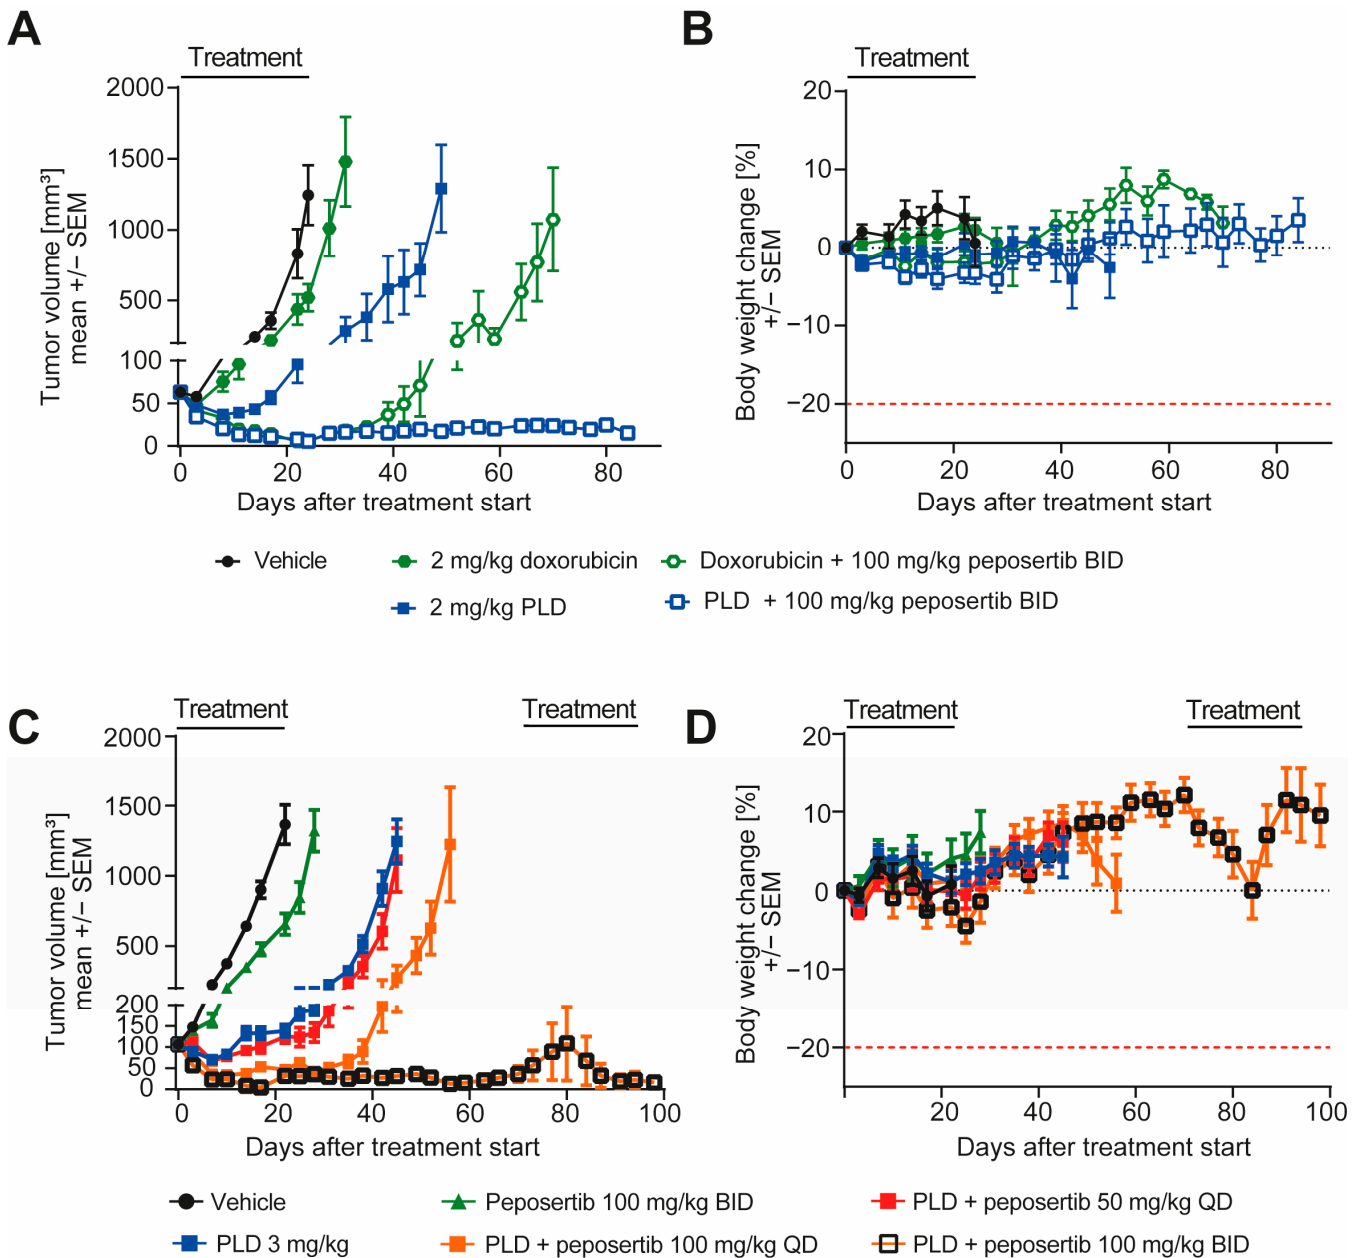 A
Treatment
Tumor volume [mm³]
mean +/− SEM
2000
1500
1000
500
100
50
0
0 20 40 60 80
Days after treatment start
B
Treatment
Body weight change [%]
+/− SEM
20
10
0
−10
−20
0 20 40 60 80
Days after treatment start
Vehicle
2 mg/kg doxorubicin
Doxorubicin + 100 mg/kg peposertib BID
2 mg/kg PLD
PLD + 100 mg/kg peposertib BID
C
Treatment
Treatment
Tumor volume [mm³]
mean +/− SEM
2000
1500
1000
500
200
150
100
50
0
0 20 40 60 80 100
Days after treatment start
D
Treatment
Treatment
Body weight change [%]
+/− SEM
20
10
0
−10
−20
20 40 60 80 100
Days after treatment start
Vehicle
Peposertib 100 mg/kg BID
PLD + peposertib 50 mg/kg QD
PLD 3 mg/kg
PLD + peposertib 100 mg/kg QD
PLD + peposertib 100 mg/kg BID